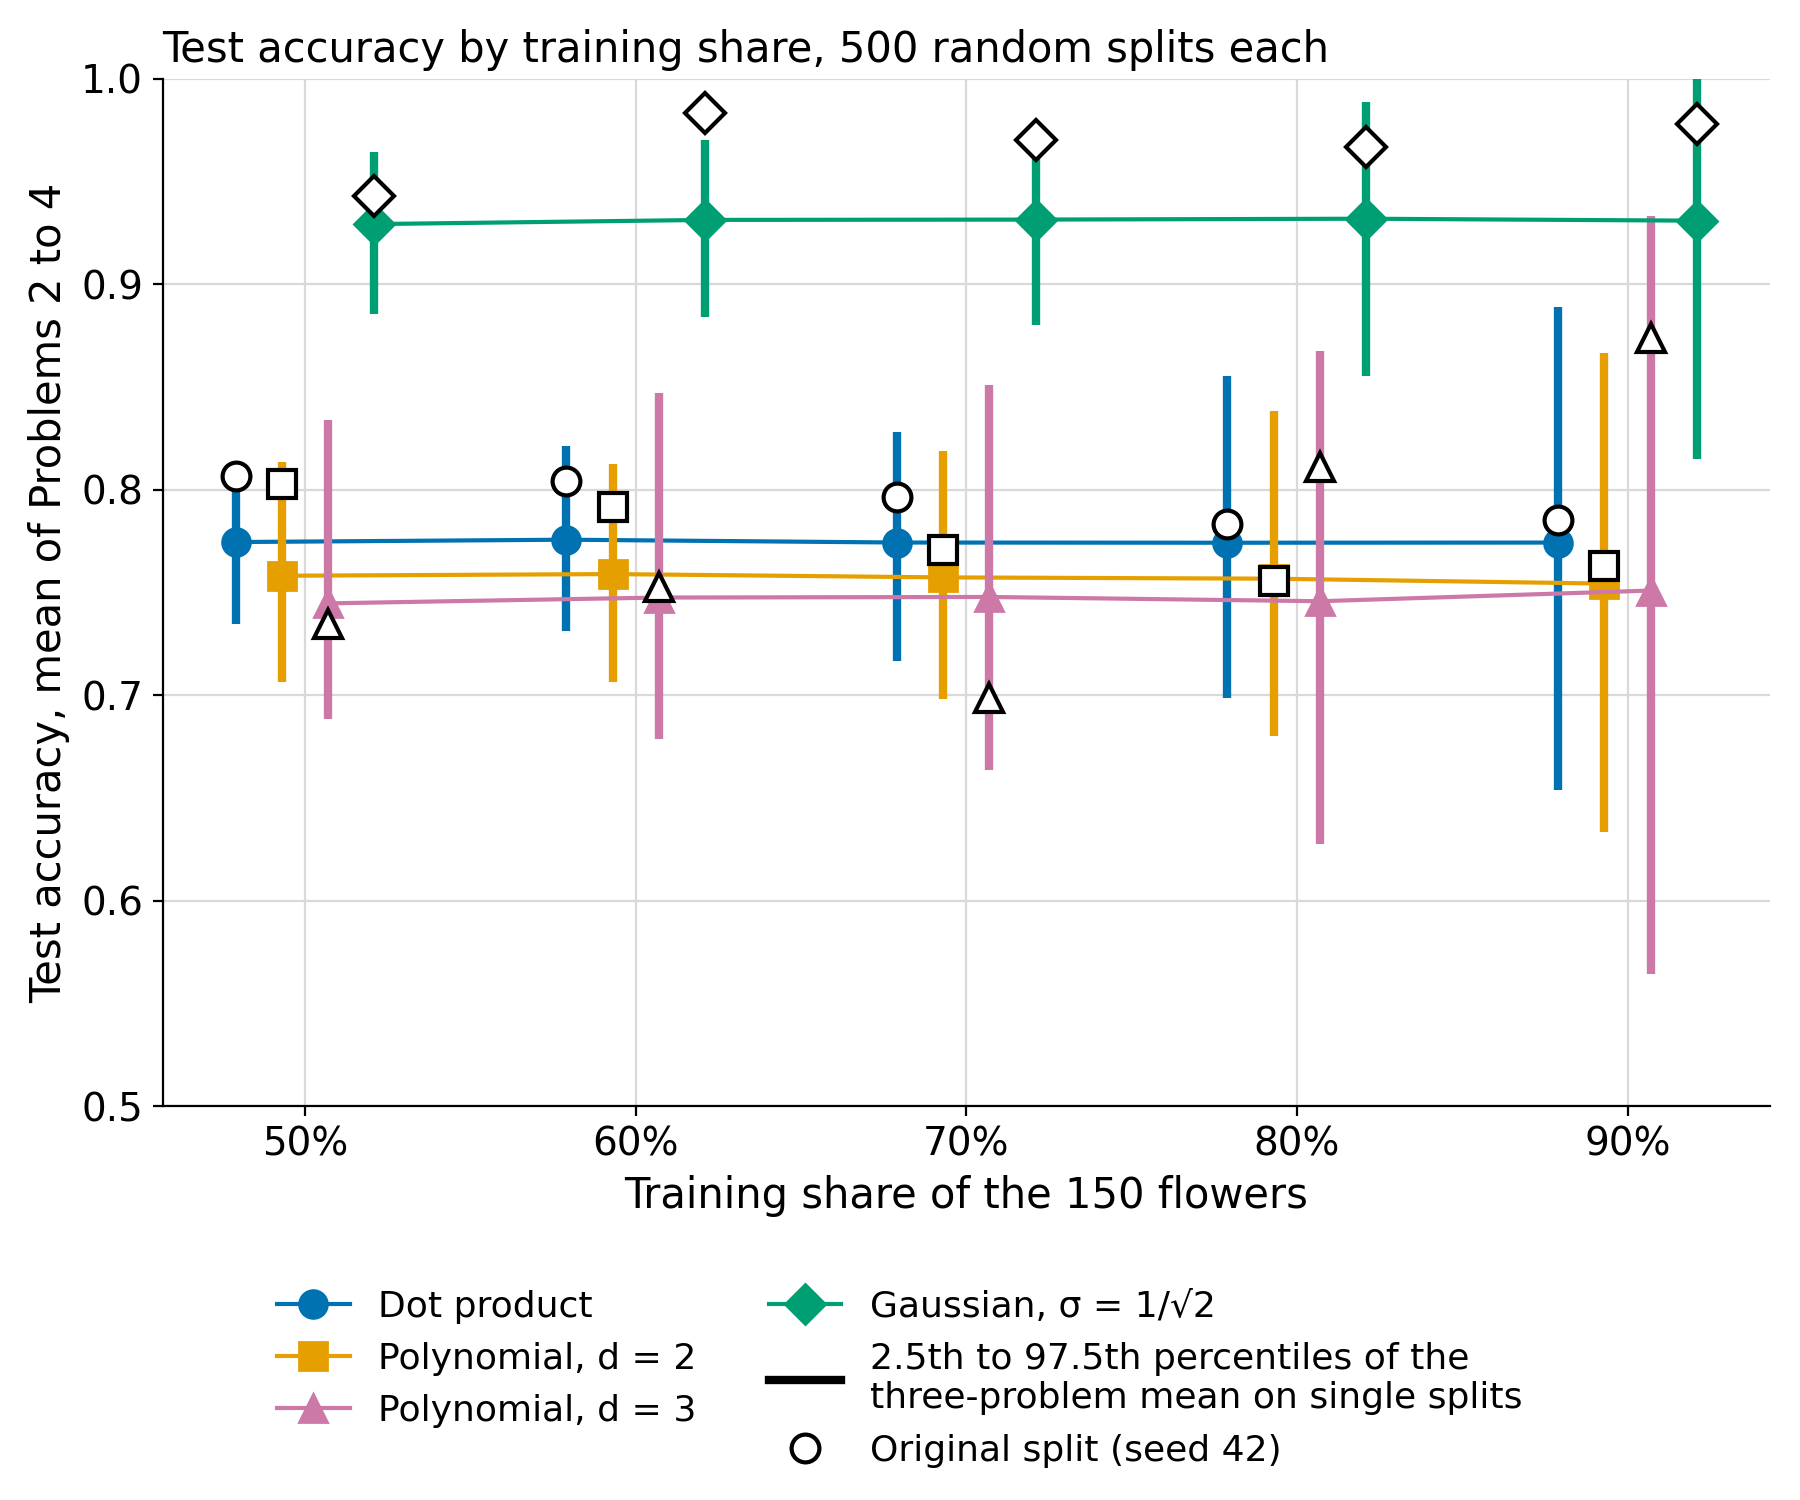 Test accuracy by training share, 500 random splits each
Test accuracy, mean of Problems 2 to 4
1.0
0.9
0.8
0.7
0.6
0.5
50%
60%
70%
80%
90%
Training share of the 150 flowers
Dot product
Polynomial, d = 2
Polynomial, d = 3
Gaussian, σ = 1/√2
2.5th to 97.5th percentiles of the
three-problem mean on single splits
Original split (seed 42)